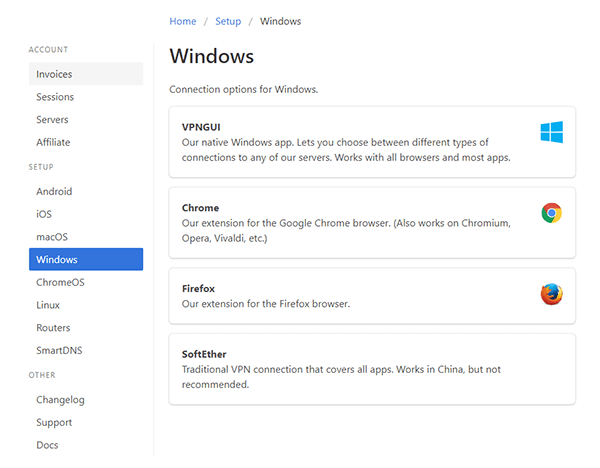 Home / Setup / Windows
ACCOUNT
Invoices
Sessions
Servers
Affiliate
SETUP
Android
iOS
macOS
Windows
ChromeOS
Linux
Routers
SmartDNS
OTHER
Changelog
Support
Docs
Windows
Connection options for Windows.
VPNGUI
Our native Windows app. Lets you choose between different types of
connections to any of our servers. Works with all browsers and most apps.
Chrome
Our extension for the Google Chrome browser. (Also works on Chromium,
Opera, Vivaldi, etc.)
Firefox
Our extension for the Firefox browser.
SoftEther
Traditional VPN connection that covers all apps. Works in China, but not
recommended.